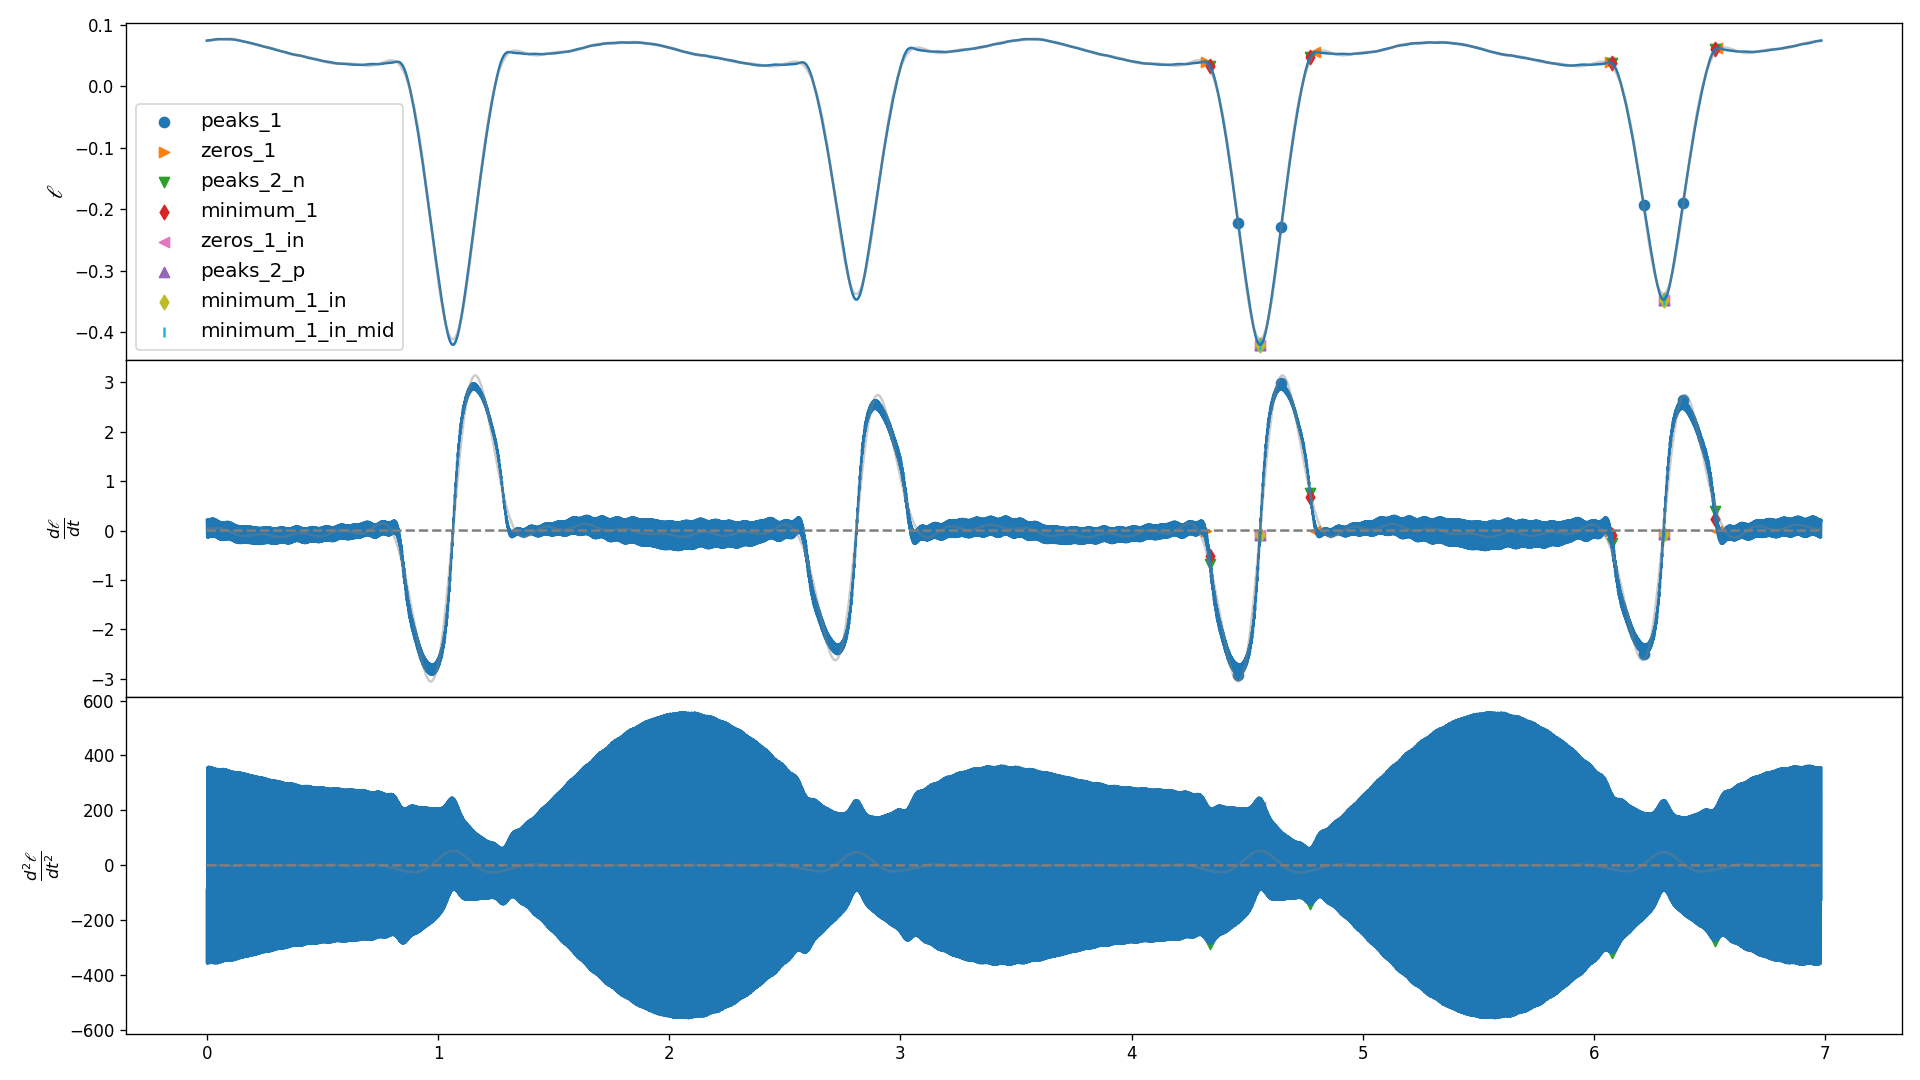 0.1
0.0
−0.1
−0.2
−0.3
−0.4
ℓ
peaks_1
zeros_1
peaks_2_n
minimum_1
zeros_1_in
peaks_2_p
minimum_1_in
minimum_1_in_mid
3
2
1
0
−1
−2
−3
dℓ/dt
600
400
200
0
−200
−400
−600
d²ℓ/dt²
0 1 2 3 4 5 6 7